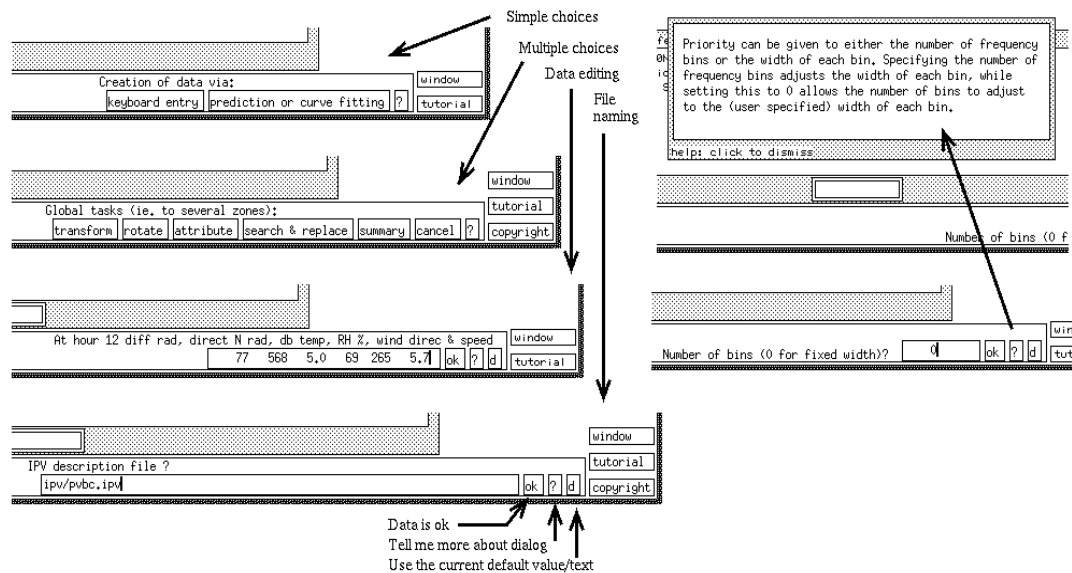 Simple choices
Multiple choices
Data editing
File
naming
Creation of data via:
keyboard entry prediction or curve fitting ?
window
tutorial
Global tasks (ie. to several zones):
transform rotate attribute search & replace summary cancel ?
window
tutorial
copyright
At hour 12 diff rad, direct N rad, db temp, RH %, wind direc & speed
77 568 5.0 69 265 5.7 ok ? d
window
tutorial
IPV description file ?
ipv/pvbc.ipv ok ? d
window
tutorial
copyright
Data is ok
Tell me more about dialog
Use the current default value/text
Priority can be given to either the number of frequency
bins or the width of each bin. Specifying the number of
frequency bins adjusts the width of each bin, while
setting this to 0 allows the number of bins to adjust
to the (user specified) width of each bin.
help: click to dismiss
Number of bins (0 f
Number of bins (0 for fixed width)? 0 ok ? d
win
tut